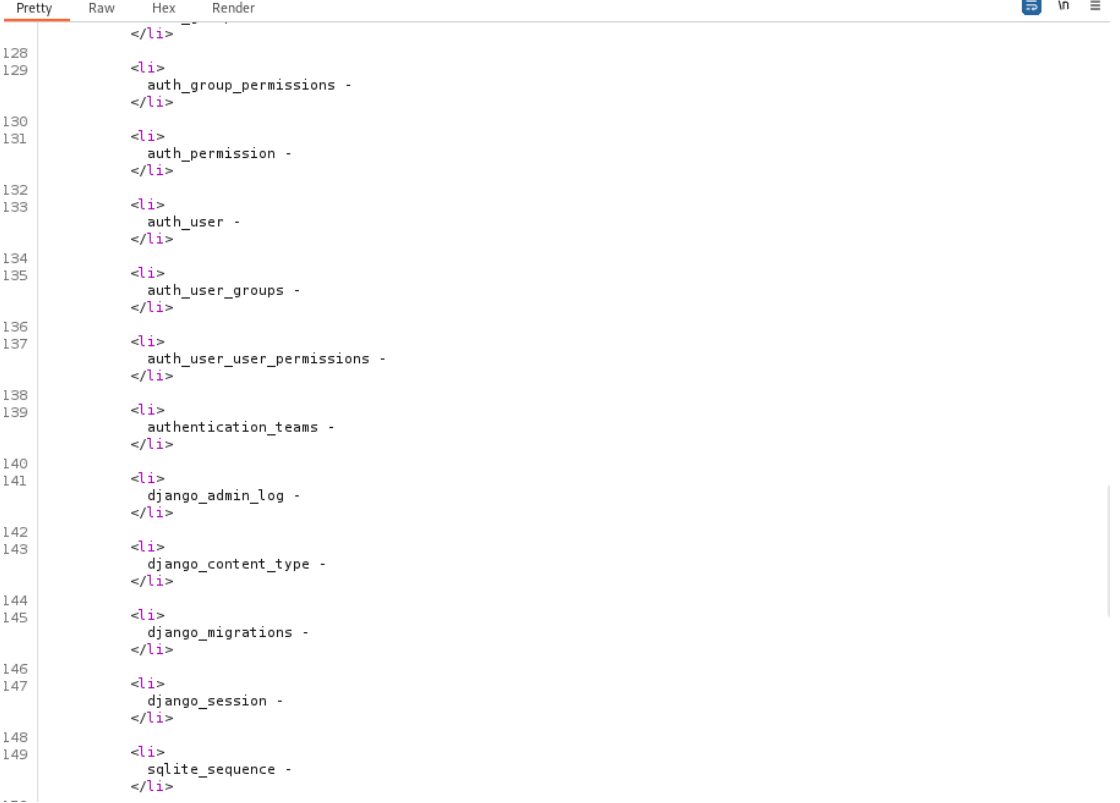 Pretty Raw Hex Render \n
</li>
128
129 <li>
auth_group_permissions -
</li>
130
131 <li>
auth_permission -
</li>
132
133 <li>
auth_user -
</li>
134
135 <li>
auth_user_groups -
</li>
136
137 <li>
auth_user_user_permissions -
</li>
138
139 <li>
authentication_teams -
</li>
140
141 <li>
django_admin_log -
</li>
142
143 <li>
django_content_type -
</li>
144
145 <li>
django_migrations -
</li>
146
147 <li>
django_session -
</li>
148
149 <li>
sqlite_sequence -
</li>